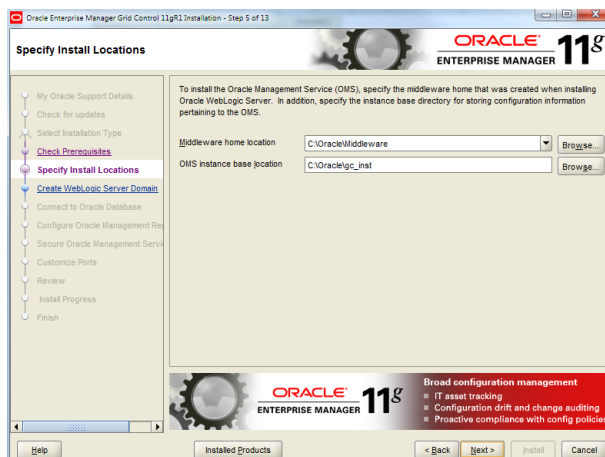 Oracle Enterprise Manager Grid Control 11gR1 Installation - Step 5 of 13
Specify Install Locations
ORACLE
ENTERPRISE MANAGER 11g
My Oracle Support Details
Check for updates
Select Installation Type
Check Prerequisites
Specify Install Locations
Create WebLogic Server Domain
Connect to Oracle Database
Configure Oracle Management Re
Secure Oracle Management Servi
Customize Ports
Review
Install Progress
Finish
To install the Oracle Management Service (OMS), specify the middleware home that was created when installing
Oracle WebLogic Server. In addition, specify the instance base directory for storing configuration information
pertaining to the OMS.
Middleware home location C:\Oracle\Middleware Browse...
OMS instance base location C:\Oracle\gc_inst Browse...
ORACLE
ENTERPRISE MANAGER 11g
Broad configuration management
IT asset tracking
Configuration drift and change auditing
Proactive compliance with config policies
Help Installed Products < Back Next > Install Cancel